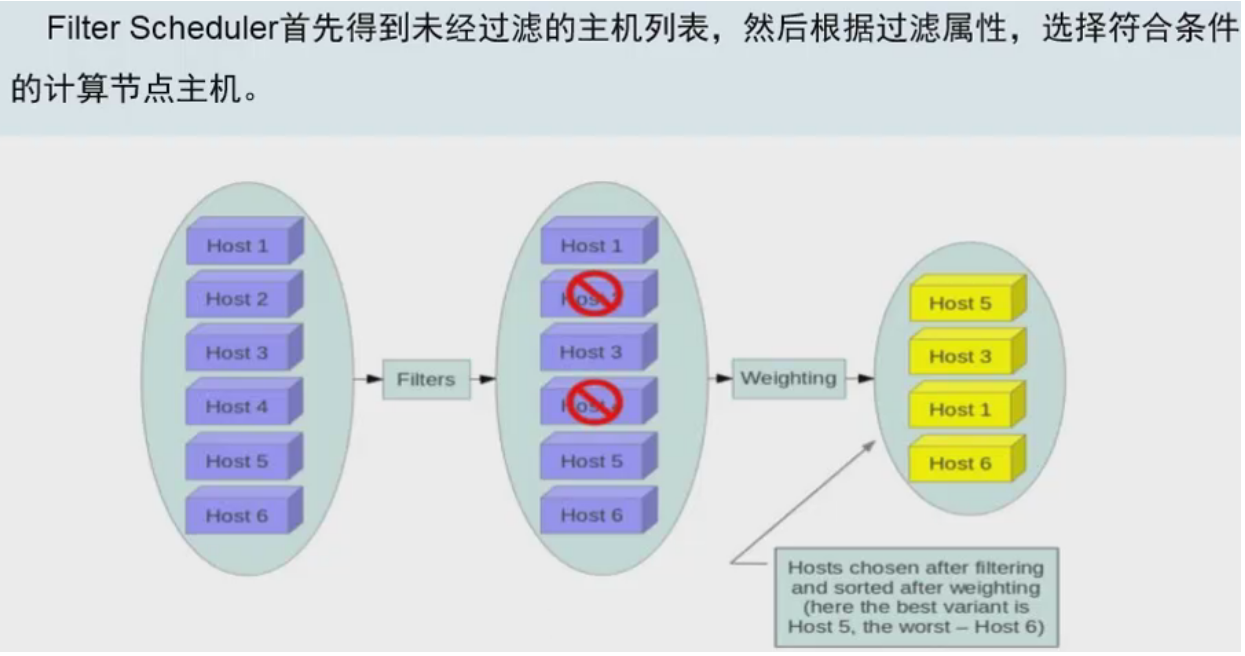 Filter Scheduler首先得到未经过滤的主机列表，然后根据过滤属性，选择符合条件
的计算节点主机。
Host 1
Host 2
Host 3
Host 4
Host 5
Host 6
Filters
Host 1
Host 3
Host 5
Host 6
Weighting
Host 5
Host 3
Host 1
Host 6
Hosts chosen after filtering
and sorted after weighting
(here the best variant is
Host 5, the worst – Host 6)